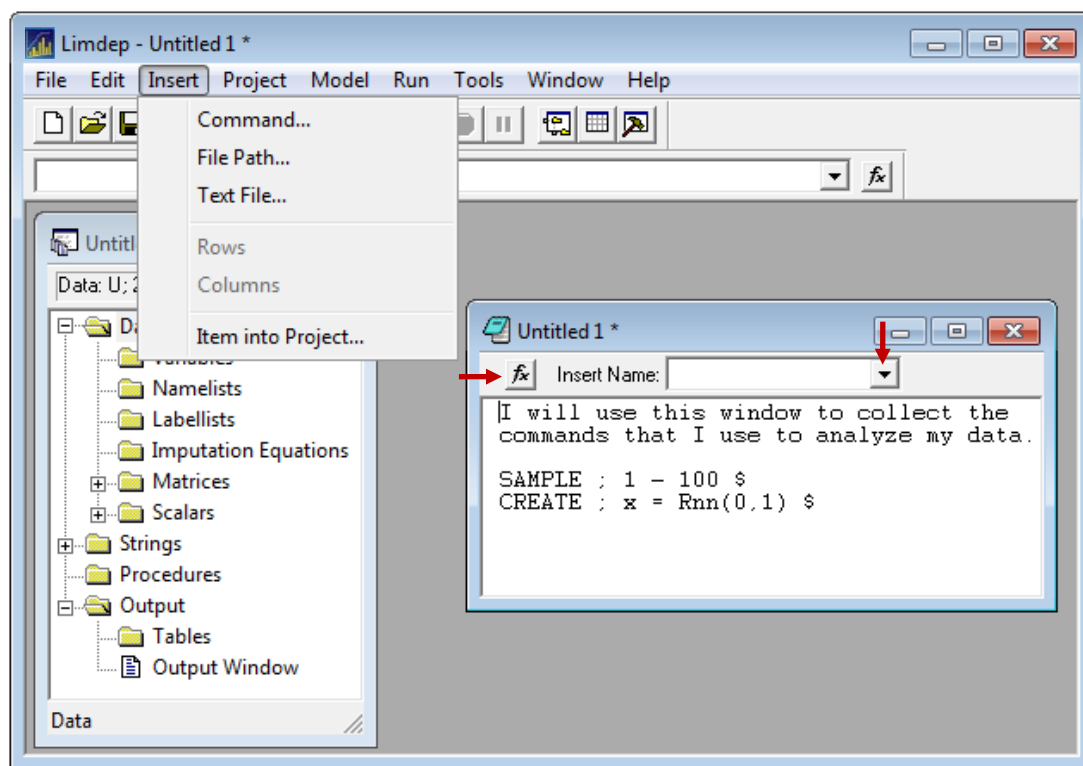 Limdep - Untitled 1 *
File Edit Insert Project Model Run Tools Window Help
Command...
File Path...
Text File...
fx
Rows
Columns
Item into Project...
Data: U;
Namelists
Labellists
Imputation Equations
Matrices
Scalars
Strings
Procedures
Output
Tables
Output Window
Data
Untitled 1 *
fx Insert Name:
I will use this window to collect the
commands that I use to analyze my data.
SAMPLE ; 1 - 100 $
CREATE ; x = Rnn(0,1) $